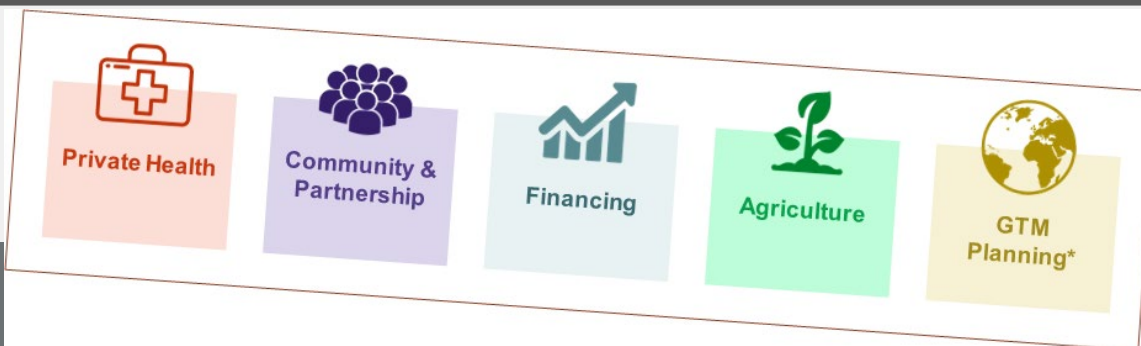 Private Health
Community &
Partnership
Financing
Agriculture
GTM
Planning*